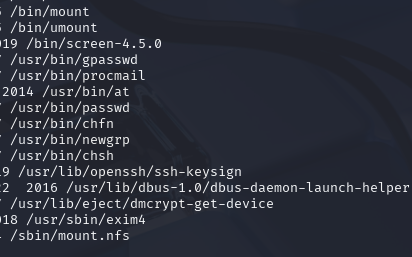 /bin/mount
/bin/umount
019 /bin/screen-4.5.0
/usr/bin/gpasswd
/usr/bin/procmail
2014 /usr/bin/at
/usr/bin/passwd
/usr/bin/chfn
/usr/bin/newgrp
/usr/bin/chsh
19 /usr/lib/openssh/ssh-keysign
22 2016 /usr/lib/dbus-1.0/dbus-daemon-launch-helper
/usr/lib/eject/dmcrypt-get-device
018 /usr/sbin/exim4
/sbin/mount.nfs